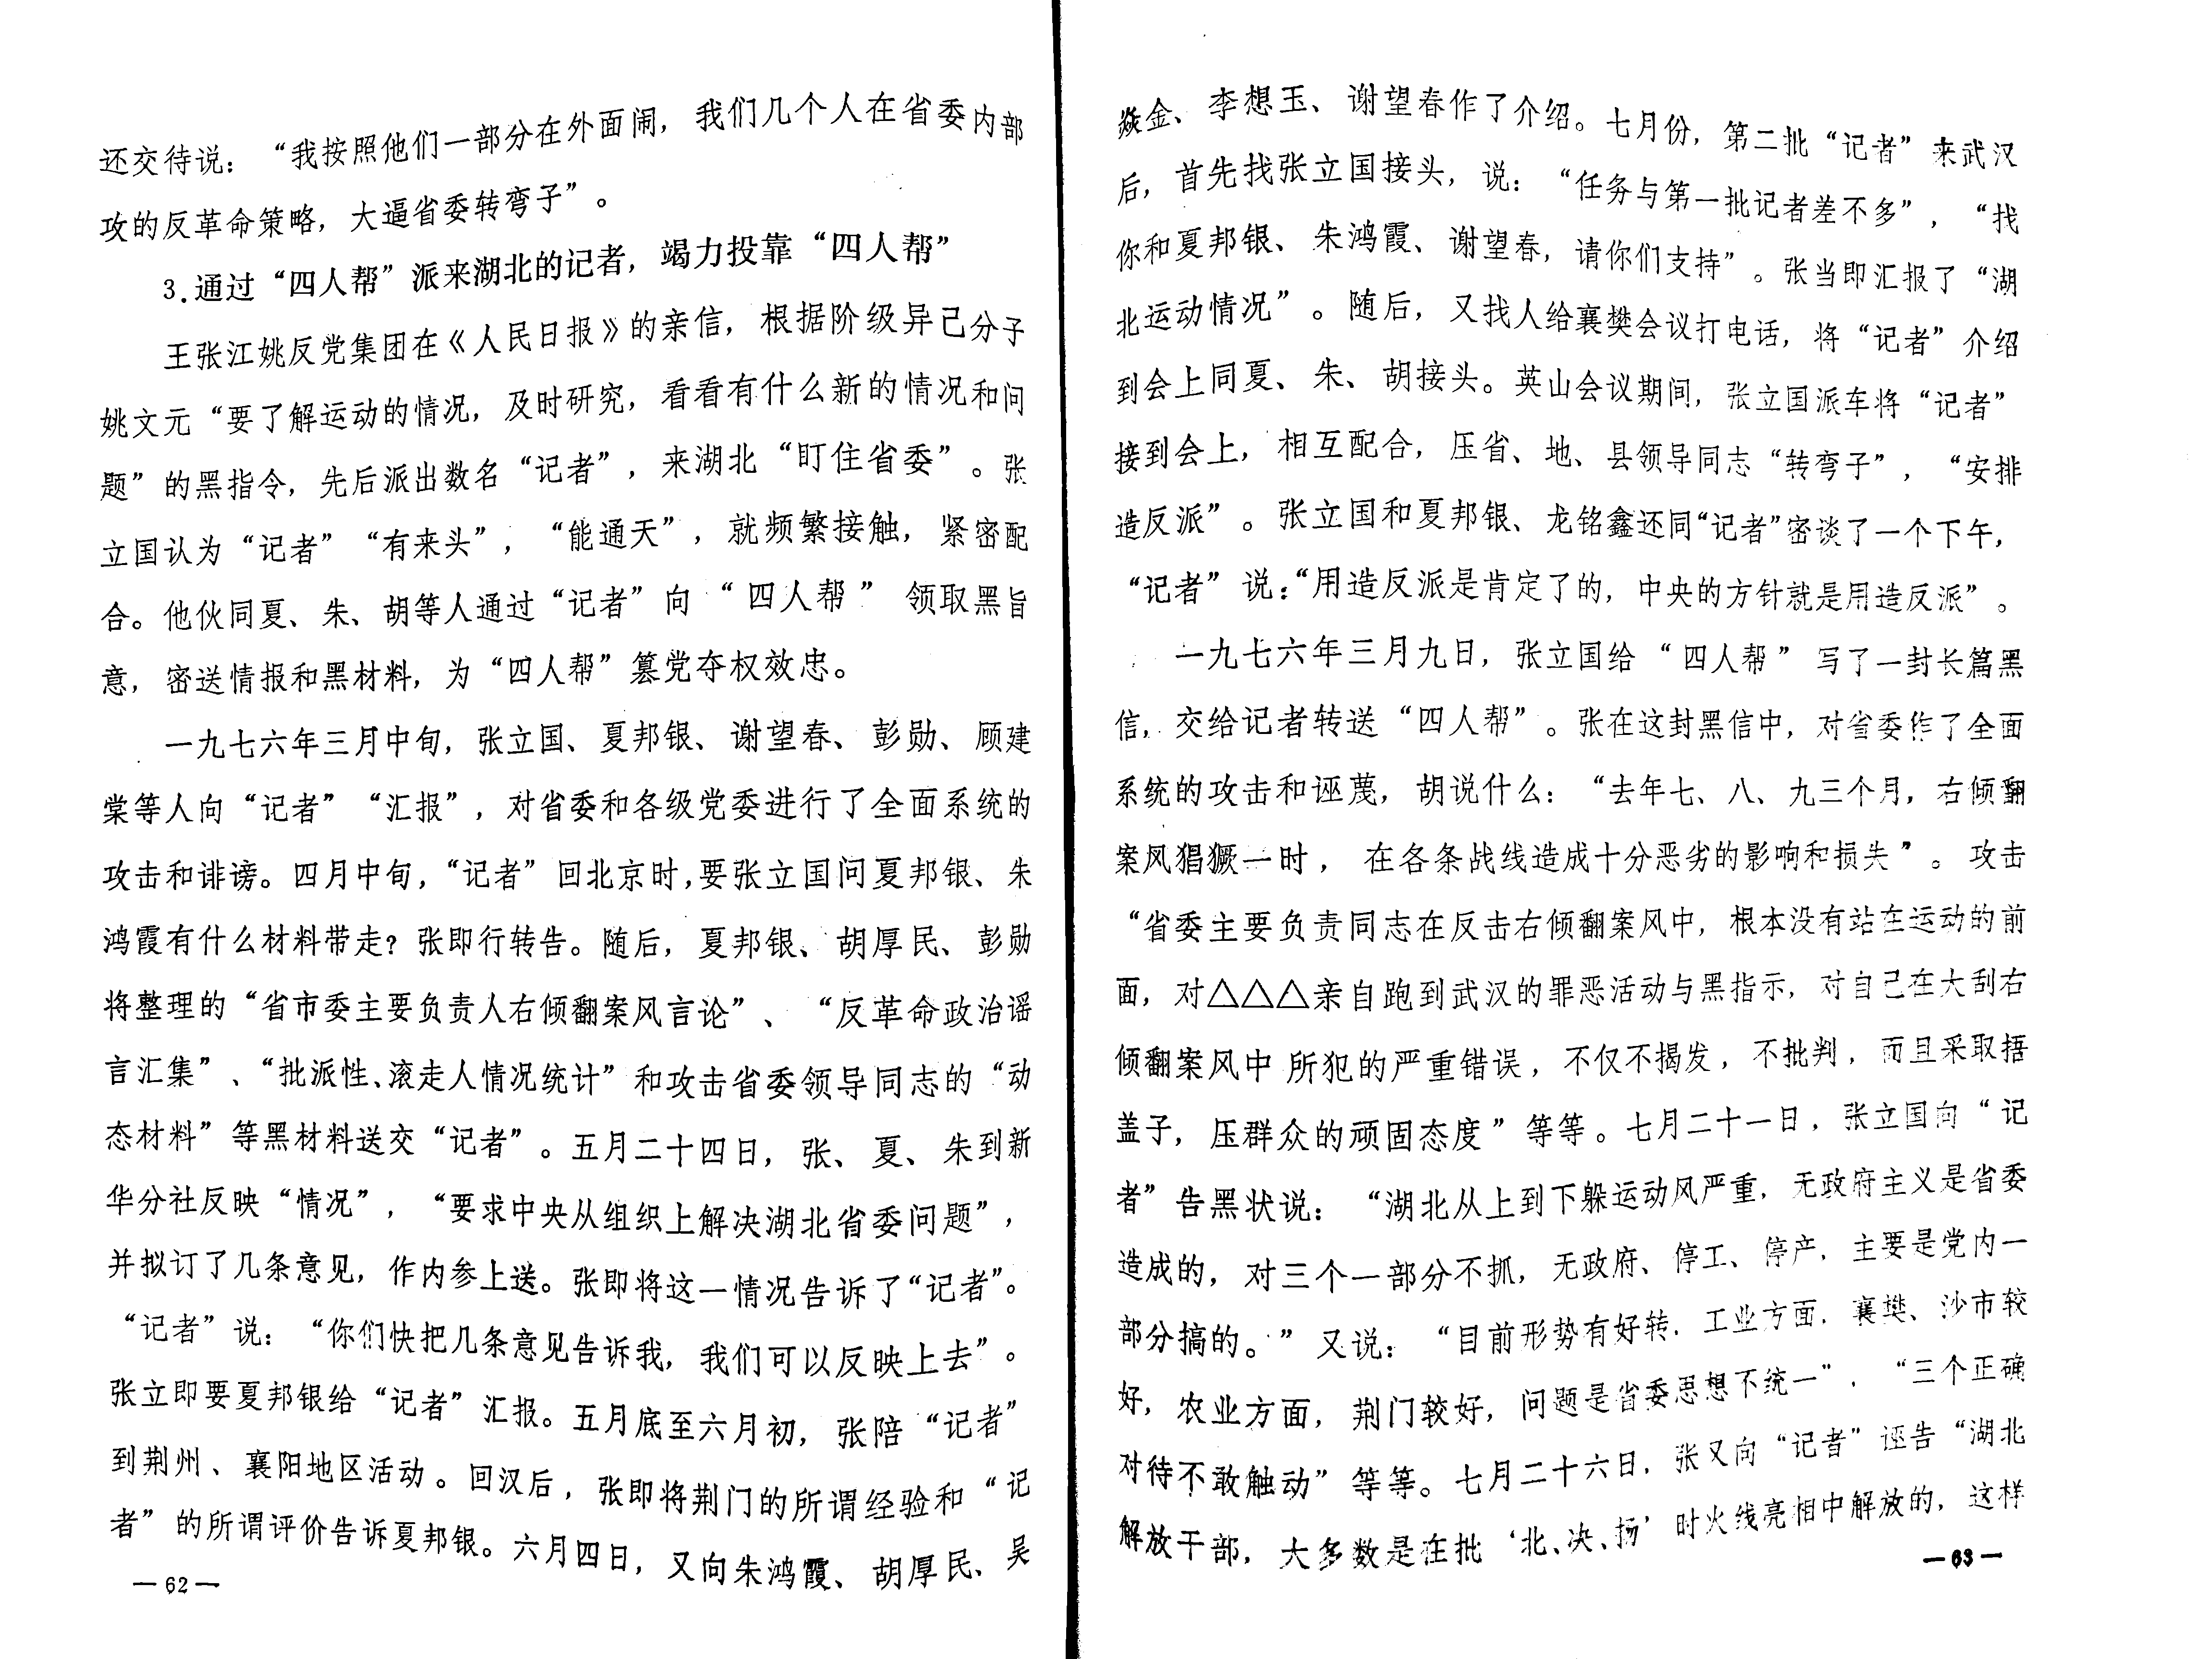 还交待说：“我按照他们一部分在外面闹，我们几个人在省委内部
攻的反革命策略，大逼省委转弯子”。
3.通过“四人帮”派来湖北的记者，竭力投靠“四人帮”
王张江姚反党集团在《人民日报》的亲信，根据阶级异己分子
姚文元“要了解运动的情况，及时研究，看看有什么新的情况和问
题”的黑指令，先后派出数名“记者”，来湖北“盯住省委”。张
立国认为“记者”“有来头”，“能通天”，就频繁接触，紧密配
合。他伙同夏、朱、胡等人通过“记者”向“四人帮”领取黑旨
意，密送情报和黑材料，为“四人帮”篡党夺权效忠。
一九七六年三月中旬，张立国、夏邦银、谢望春、彭勋、顾建
棠等人向“记者”“汇报”，对省委和各级党委进行了全面系统的
攻击和诽谤。四月中旬，“记者”回北京时，要张立国问夏邦银、朱
鸿霞有什么材料带走？张即行转告。随后，夏邦银、胡厚民、彭勋
将整理的“省市委主要负责人右倾翻案风言论”、“反革命政治谣
言汇集”、“批派性、滚走人情况统计”和攻击省委领导同志的“动
态材料”等黑材料送交“记者”。五月二十四日，张、夏、朱到新
华分社反映“情况”，“要求中央从组织上解决湖北省委问题”，
并拟订了几条意见，作内参上送。张即将这一情况告诉了“记者”。
“记者”说：“你们快把几条意见告诉我，我们可以反映上去”。
张立即要夏邦银给“记者”汇报。五月底至六月初，张陪“记者”
到荆州、襄阳地区活动。回汉后，张即将荆门的所谓经验和“记
者”的所谓评价告诉夏邦银。六月四日，又向朱鸿霞、胡厚民、吴
—62—
焱金、李想玉、谢望春作了介绍。七月份，第二批“记者”来武汉
后，首先找张立国接头，说：“任务与第一批记者差不多”，“找
你和夏邦银、朱鸿霞、谢望春，请你们支持”。张当即汇报了“湖
北运动情况”。随后，又找人给襄樊会议打电话，将“记者”介绍
到会上同夏、朱、胡接头。英山会议期间，张立国派车将“记者”
接到会上，相互配合，压省、地、县领导同志“转弯子”，“安排
造反派”。张立国和夏邦银、龙铭鑫还同“记者”密谈了一个下午，
“记者”说：“用造反派是肯定了的，中央的方针就是用造反派”。
一九七六年三月九日，张立国给“四人帮”写了一封长篇黑
信，交给记者转送“四人帮”。张在这封黑信中，对省委作了全面
系统的攻击和诬蔑，胡说什么：“去年七、八、九三个月，右倾翻
案风猖獗一时，在各条战线造成十分恶劣的影响和损失”。攻击
“省委主要负责同志在反击右倾翻案风中，根本没有站在运动的前
面，对△△△亲自跑到武汉的罪恶活动与黑指示，对自己在大刮右
倾翻案风中所犯的严重错误，不仅不揭发，不批判，而且采取捂
盖子，压群众的顽固态度”等等。七月二十一日，张立国向“记
者”告黑状说：“湖北从上到下躲运动风严重，无政府主义是省委
造成的，对三个一部分不抓，无政府、停工、停产，主要是党内一
部分搞的。”又说：“目前形势有好转，工业方面，襄樊、沙市较
好，农业方面，荆门较好，问题是省委思想不统一”，“三个正确
对待不敢触动”等等。七月二十六日，张又向“记者”诬告“湖北
解放干部，大多数是在批‘北、决、扬’时火线亮相中解放的，这样
—63—